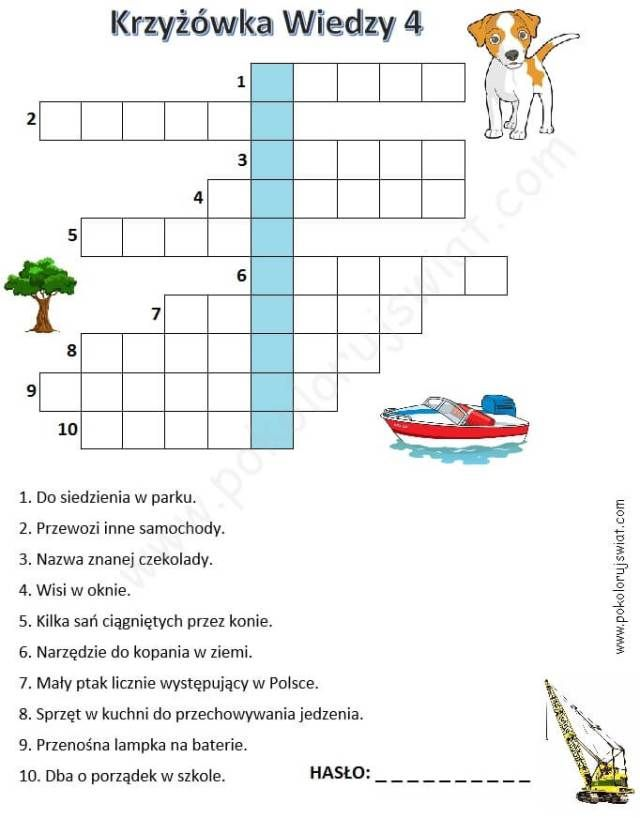 Krzyżówka Wiedzy 4
1
2
3
4
5
6
7
8
9
10
www.pokolorujswiat.com
1. Do siedzienia w parku.
2. Przewozi inne samochody.
3. Nazwa znanej czekolady.
4. Wisi w oknie.
5. Kilka sań ciągniętych przez konie.
6. Narzędzie do kopania w ziemi.
7. Mały ptak licznie występujący w Polsce.
8. Sprzęt w kuchni do przechowywania jedzenia.
9. Przenośna lampka na baterie.
10. Dba o porządek w szkole.
HASŁO: _ _ _ _ _ _ _ _ _ _
www.pokolorujswiat.com